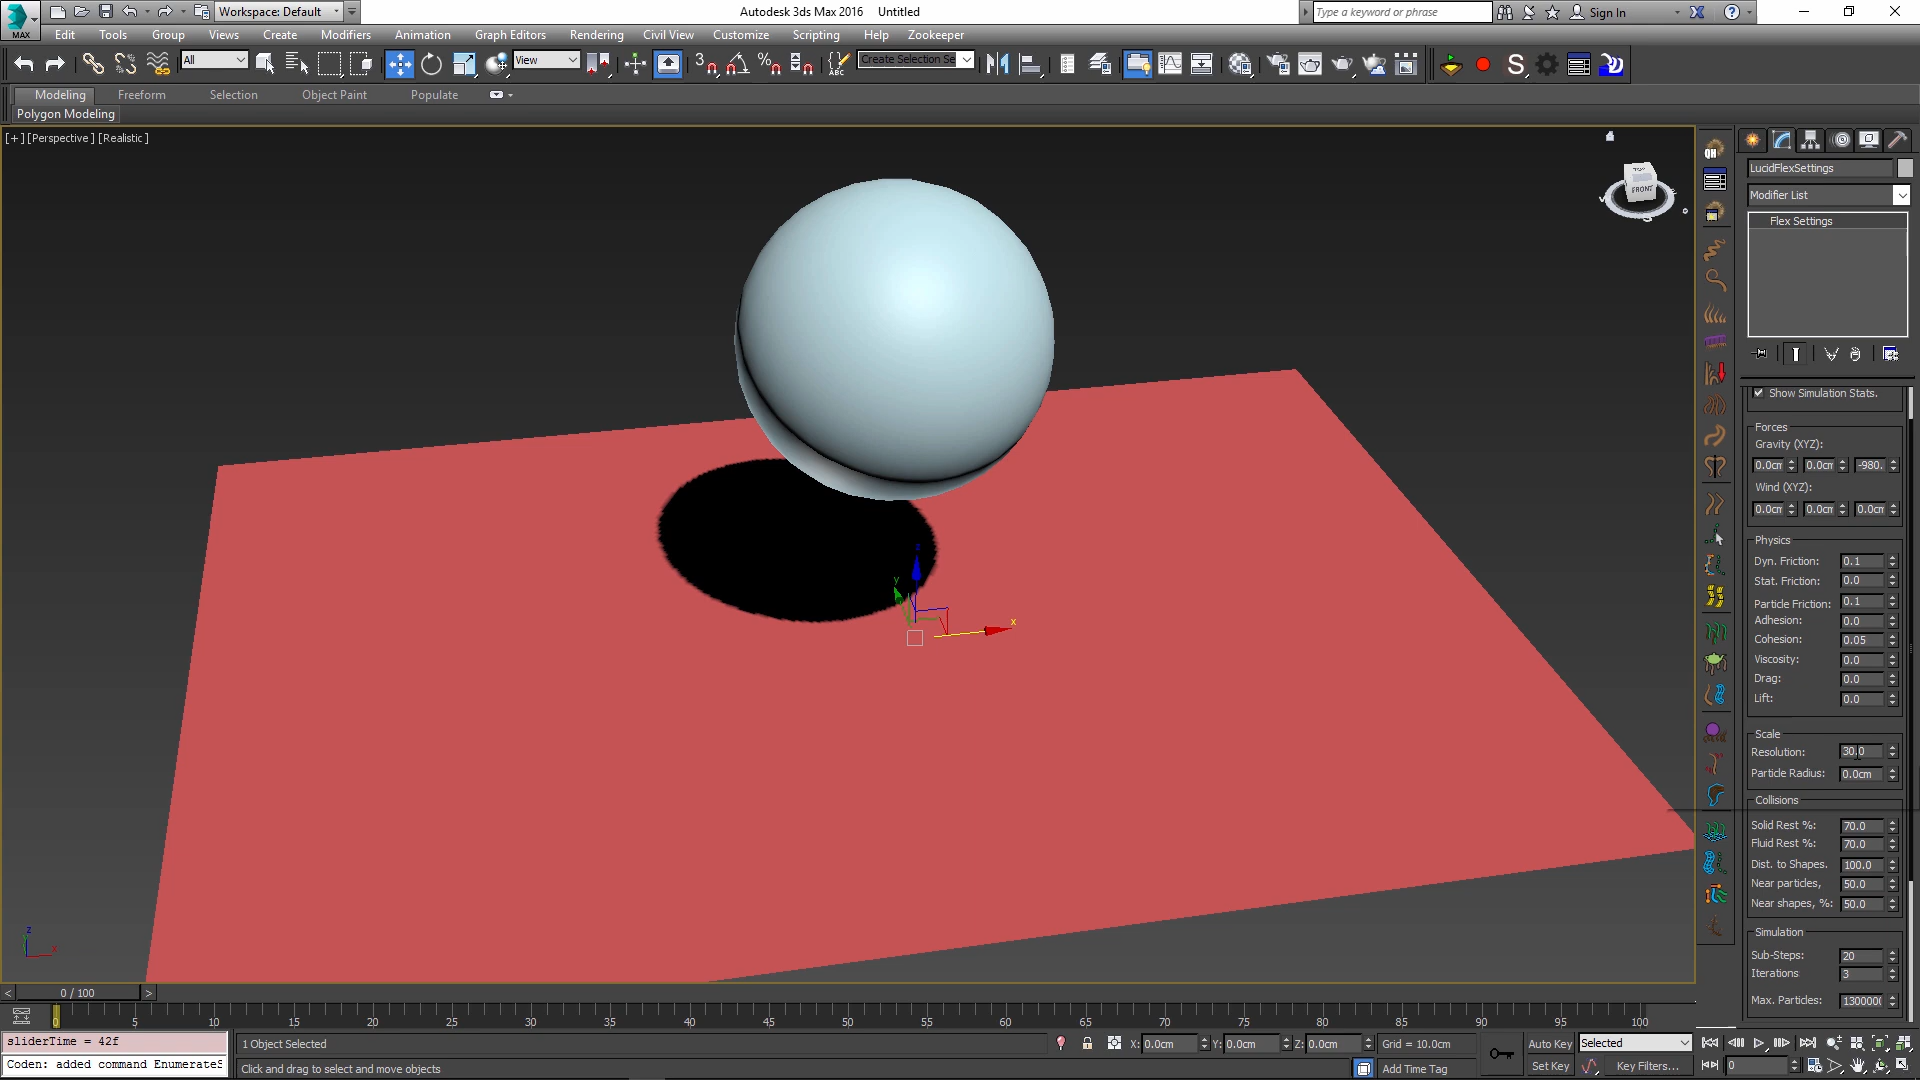 Workspace: Default
Autodesk 3ds Max 2016 Untitled
Type a keyword or phrase
Sign In
MAX
Edit Tools Group Views Create Modifiers Animation Graph Editors Rendering Civil View Customize Scripting Help Zookeeper
All
View
3
ABC
Create Selection Se
S
Modeling Freeform Selection Object Paint Populate
Polygon Modeling
[+] [Perspective] [Realistic]
TOP
FRONT
QH
LucidFlexSettings
Modifier List
Flex Settings
Show Simulation Stats.
Forces
Gravity (XYZ):
0.0cm 0.0cm -980.
Wind (XYZ):
0.0cm 0.0cm 0.0cm
Physics
Dyn. Friction: 0.1
Stat. Friction: 0.0
Particle Friction: 0.1
Adhesion: 0.0
Cohesion: 0.05
Viscosity: 0.0
Drag: 0.0
Lift: 0.0
Scale
Resolution: 30.0
Particle Radius: 0.0cm
Collisions
Solid Rest %: 70.0
Fluid Rest %: 70.0
Dist. to Shapes. 100.0
Near particles, 50.0
Near shapes, %: 50.0
Simulation
Sub-Steps: 20
Iterations 3
Max. Particles: 130000
z
y
x
z
x
< 0 / 100 >
0 5 10 15 20 25 30 35 40 45 50 55 60 65 70 75 80 85 90 95 100
sliderTime = 42f
1 Object Selected
X: 0.0cm Y: 0.0cm Z: 0.0cm
Grid = 10.0cm
Auto Key Selected
Coden: added command EnumerateS
Click and drag to select and move objects
Add Time Tag
Set Key Key Filters...
0